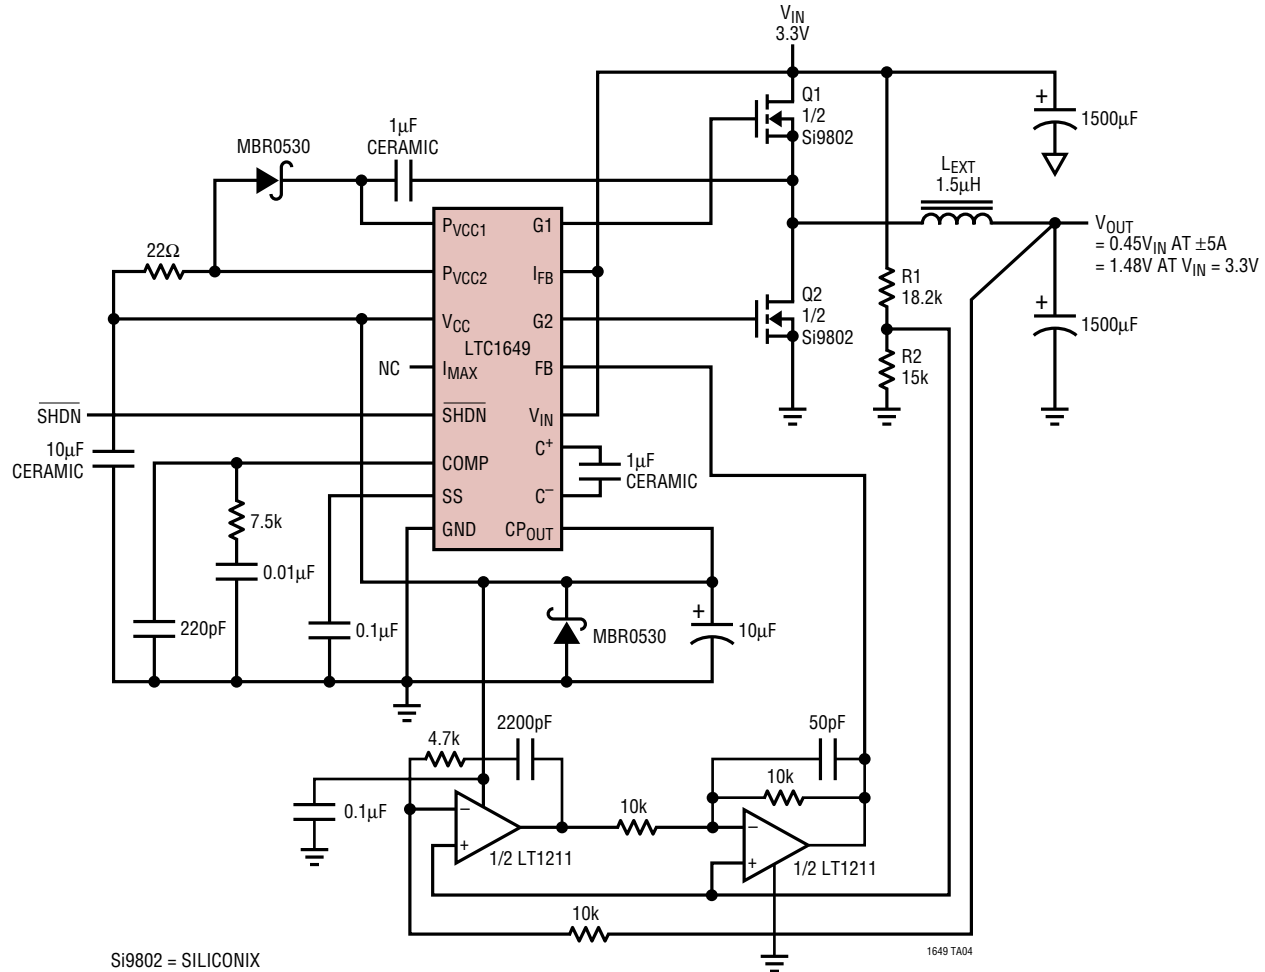 VIN
3.3V
Q1
1/2
Si9802
+
1500µF
1µF
CERAMIC
MBR0530
LEXT
1.5µH
PVCC1
G1
VOUT
= 0.45VIN AT ±5A
= 1.48V AT VIN = 3.3V
22Ω
PVCC2
IFB
R1
18.2k
Q2
1/2
Si9802
+
1500µF
VCC
G2
LTC1649
NC
IMAX
FB
R2
15k
SHDN
SHDN
VIN
10µF
CERAMIC
C+
1µF
CERAMIC
COMP
SS
C–
7.5k
GND
CPOUT
0.01µF
220pF
0.1µF
MBR0530
+
10µF
2200pF
50pF
4.7k
10k
0.1µF
–
+
1/2 LT1211
10k
–
+
1/2 LT1211
10k
1649 TA04
Si9802 = SILICONIX